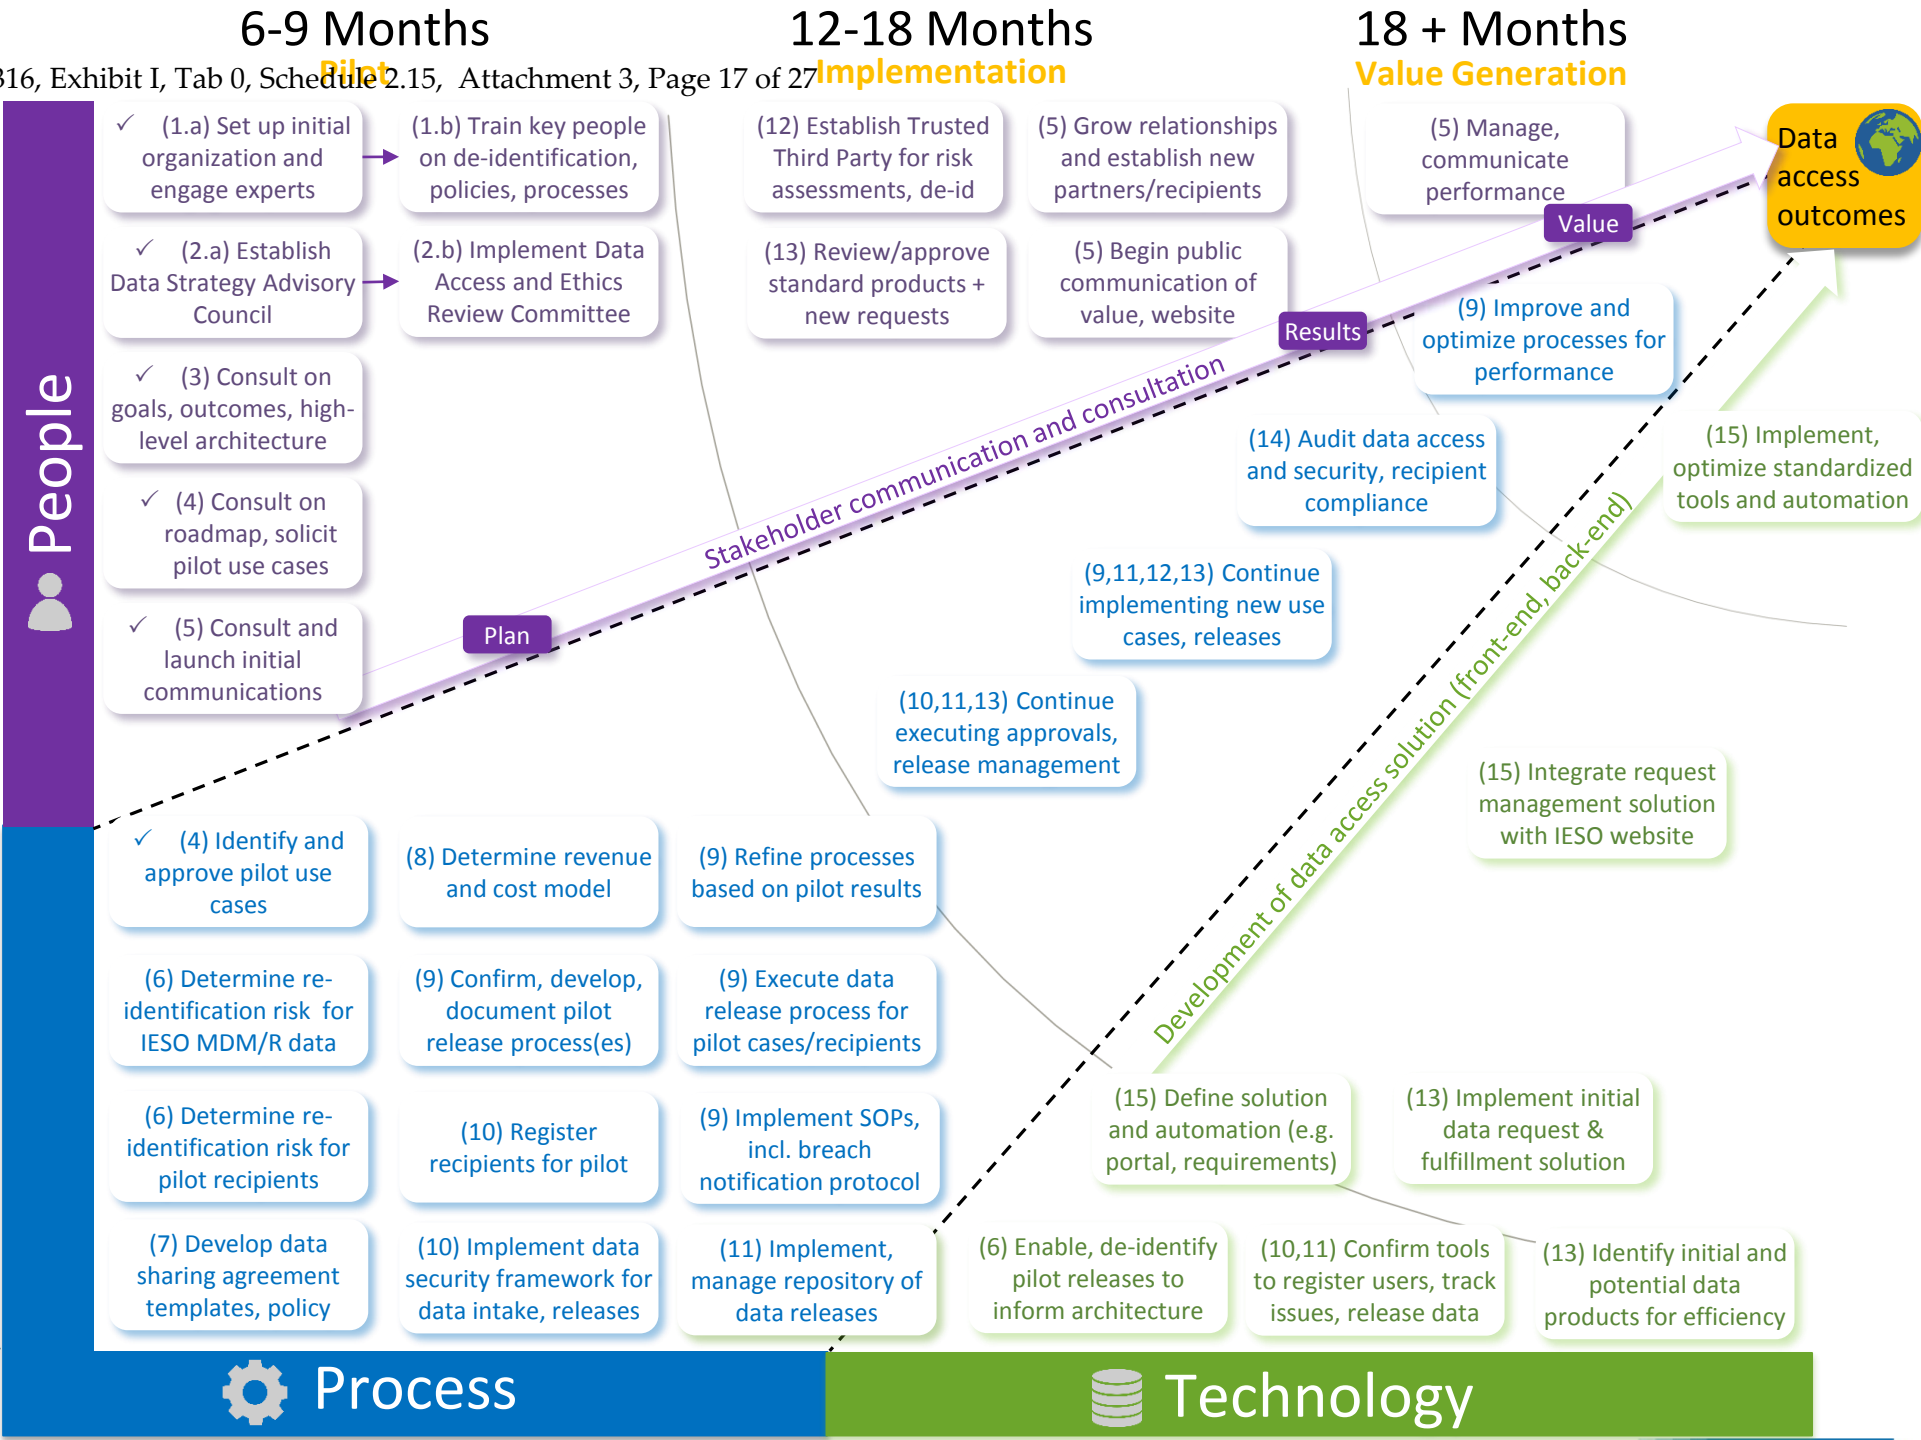 6-9 Months
12-18 Months
18 + Months
Pilot
Implementation
Value Generation
316, Exhibit I, Tab 0, Schedule 2.15, Attachment 3, Page 17 of 27
People
✓ (1.a) Set up initial
organization and
engage experts
(1.b) Train key people
on de-identification,
policies, processes
(12) Establish Trusted
Third Party for risk
assessments, de-id
(5) Grow relationships
and establish new
partners/recipients
(5) Manage,
communicate
performance
Data
access
outcomes
✓ (2.a) Establish
Data Strategy Advisory
Council
(2.b) Implement Data
Access and Ethics
Review Committee
(13) Review/approve
standard products +
new requests
(5) Begin public
communication of
value, website
Value
Results
Plan
Stakeholder communication and consultation
✓ (3) Consult on
goals, outcomes, high-
level architecture
✓ (4) Consult on
roadmap, solicit
pilot use cases
✓ (5) Consult and
launch initial
communications
(9) Improve and
optimize processes for
performance
(14) Audit data access
and security, recipient
compliance
(15) Implement,
optimize standardized
tools and automation
(9,11,12,13) Continue
implementing new use
cases, releases
(10,11,13) Continue
executing approvals,
release management
Development of data access solution (front-end, back-end)
(15) Integrate request
management solution
with IESO website
✓ (4) Identify and
approve pilot use
cases
(8) Determine revenue
and cost model
(9) Refine processes
based on pilot results
(6) Determine re-
identification risk for
IESO MDM/R data
(9) Confirm, develop,
document pilot
release process(es)
(9) Execute data
release process for
pilot cases/recipients
(6) Determine re-
identification risk for
pilot recipients
(10) Register
recipients for pilot
(9) Implement SOPs,
incl. breach
notification protocol
(15) Define solution
and automation (e.g.
portal, requirements)
(13) Implement initial
data request &
fulfillment solution
(7) Develop data
sharing agreement
templates, policy
(10) Implement data
security framework for
data intake, releases
(11) Implement,
manage repository of
data releases
(6) Enable, de-identify
pilot releases to
inform architecture
(10,11) Confirm tools
to register users, track
issues, release data
(13) Identify initial and
potential data
products for efficiency
Process
Technology